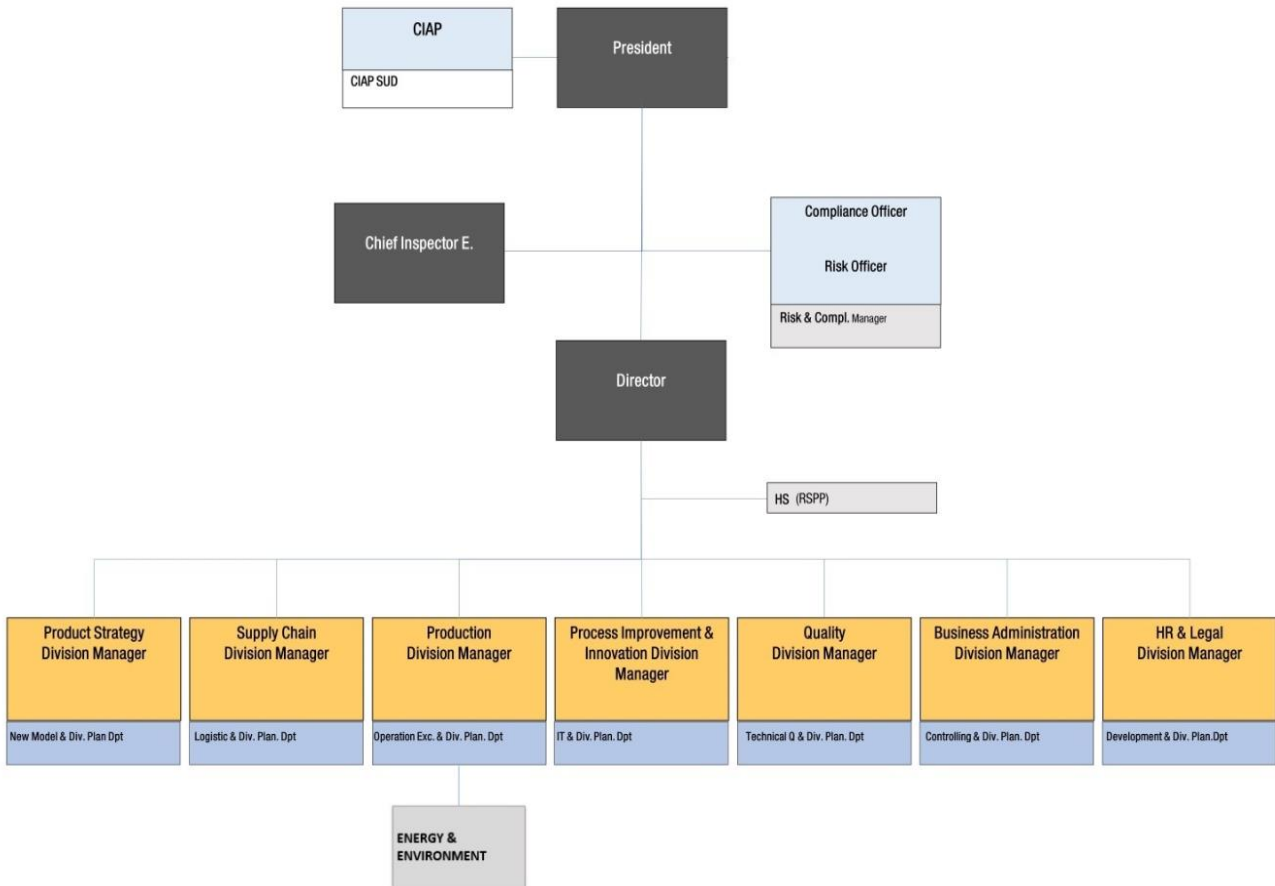 CIAP
CIAP SUD
President
Chief Inspector E.
Compliance Officer
Risk Officer
Risk & Compl. Manager
Director
HS (RSPP)
Product Strategy
Division Manager
New Model & Div. Plan Dpt
Supply Chain
Division Manager
Logistic & Div. Plan. Dpt
Production
Division Manager
Operation Exc. & Div. Plan. Dpt
Process Improvement &
Innovation Division
Manager
IT & Div. Plan. Dpt
Quality
Division Manager
Technical Q & Div. Plan. Dpt
Business Administration
Division Manager
Controlling & Div. Plan. Dpt
HR & Legal
Division Manager
Development & Div. Plan.Dpt
ENERGY &
ENVIRONMENT